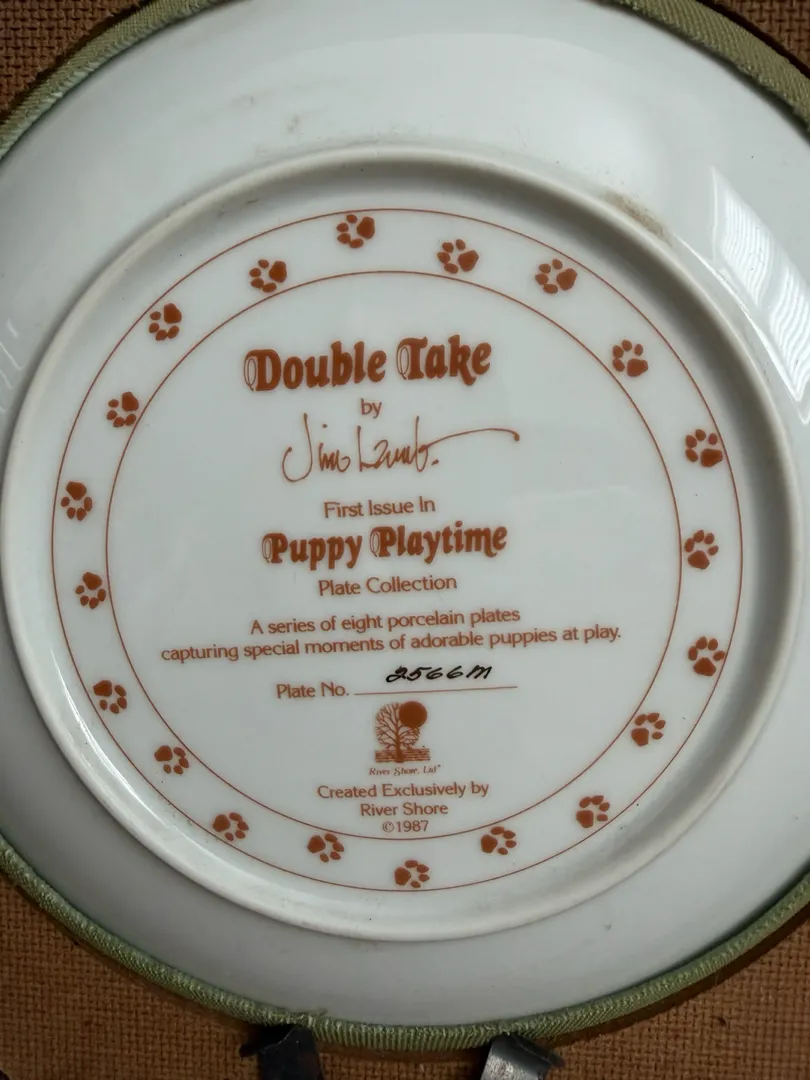 Double Take
by
Jim Lamb.
First Issue In
Puppy Playtime
Plate Collection
A series of eight porcelain plates
capturing special moments of adorable puppies at play.
Plate No. 2566M
River Shore, Ltd
Created Exclusively by
River Shore
©1987